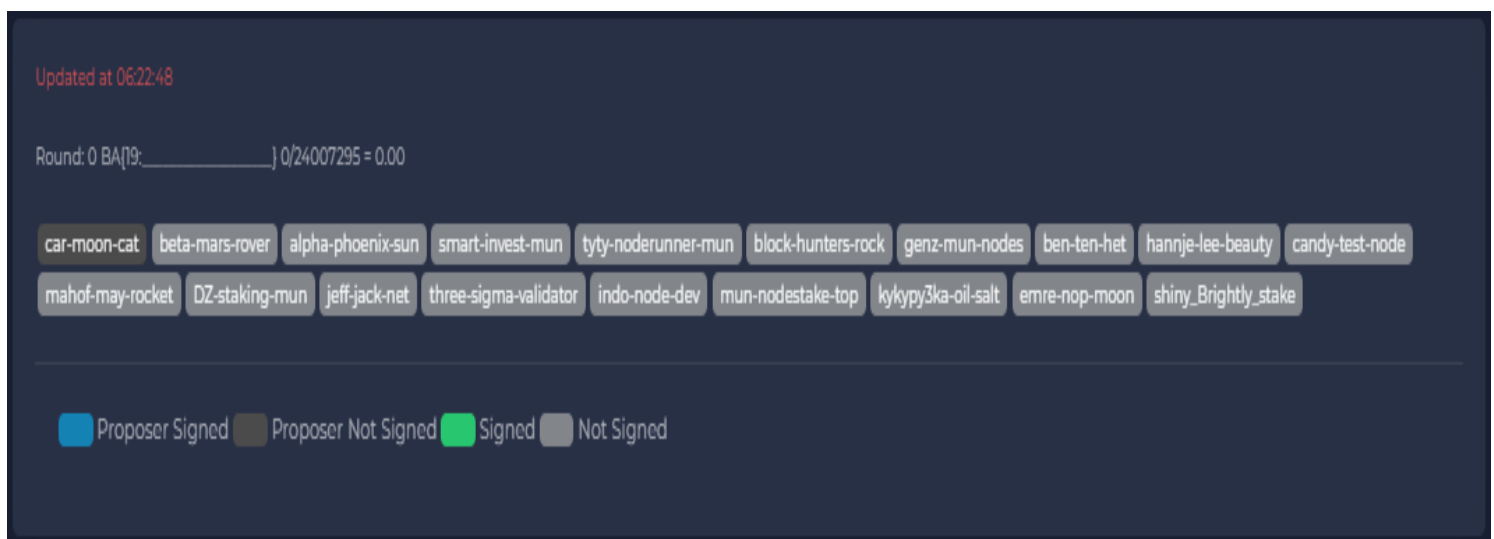 Updated at 06:22:48
Round: 0 BA{19:___________________} 0/24007295 = 0.00
car-moon-cat beta-mars-rover alpha-phoenix-sun smart-invest-mun tyty-noderunner-mun block-hunters-rock genz-mun-nodes ben-ten-het hannje-lee-beauty candy-test-node
mahof-may-rocket DZ-staking-mun jeff-jack-net three-sigma-validator indo-node-dev mun-nodestake-top kykypy3ka-oil-salt emre-nop-moon shiny_Brightly_stake
Proposer Signed Proposer Not Signed Signed Not Signed